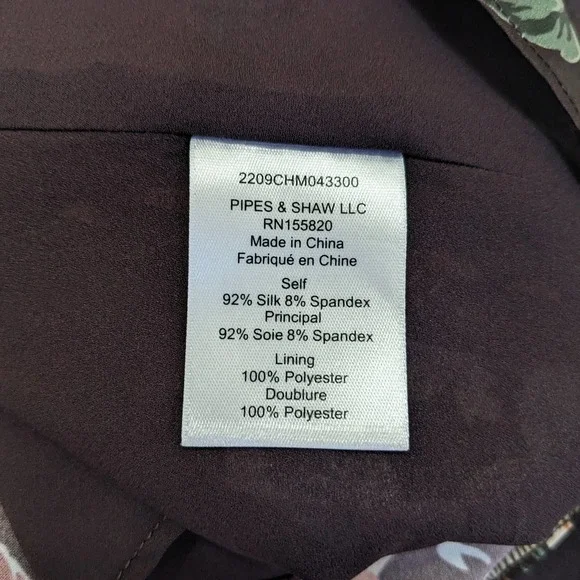 2209CHM043300
PIPES & SHAW LLC
RN155820
Made in China
Fabriqué en Chine
Self
92% Silk 8% Spandex
Principal
92% Soie 8% Spandex
Lining
100% Polyester
Doublure
100% Polyester